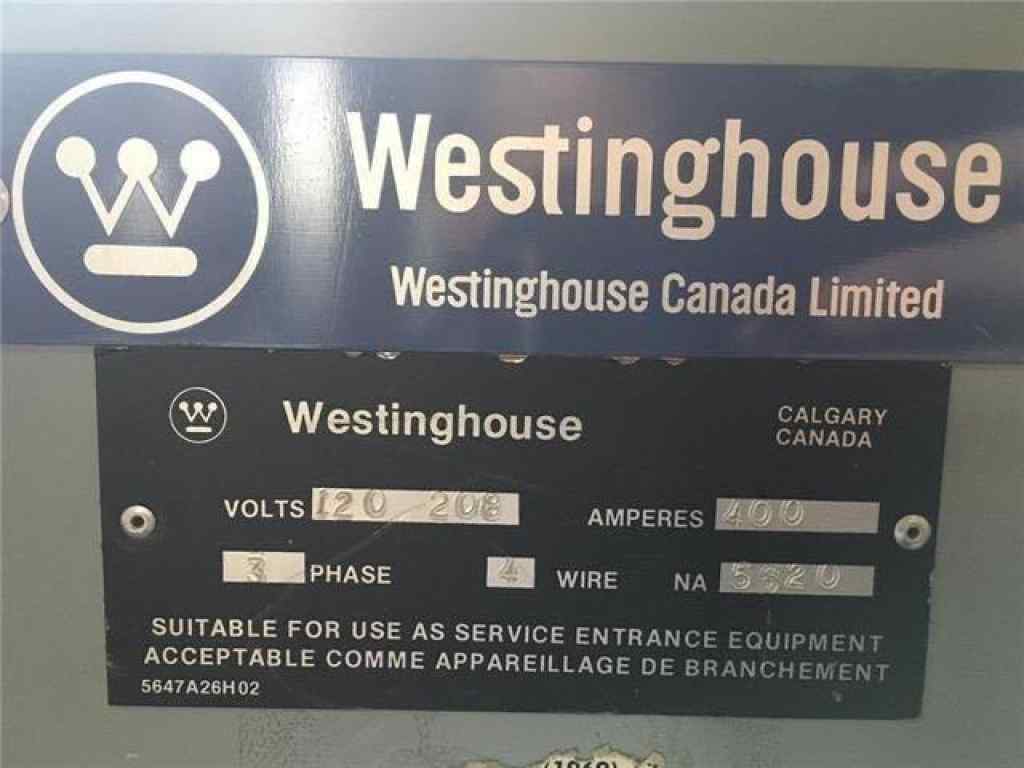 Westinghouse
Westinghouse Canada Limited
W Westinghouse
CALGARY
CANADA
VOLTS 120 208 AMPERES 400
3 PHASE 4 WIRE NA 5620
SUITABLE FOR USE AS SERVICE ENTRANCE EQUIPMENT
ACCEPTABLE COMME APPAREILLAGE DE BRANCHEMENT
5647A26H02